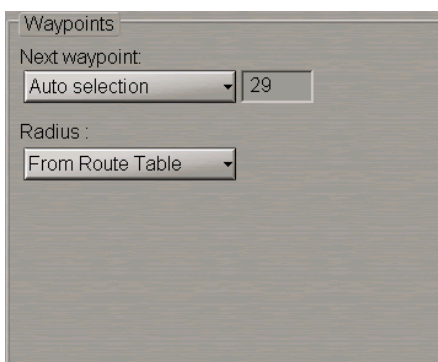 Waypoints
Next waypoint:
Auto selection 29
Radius :
From Route Table